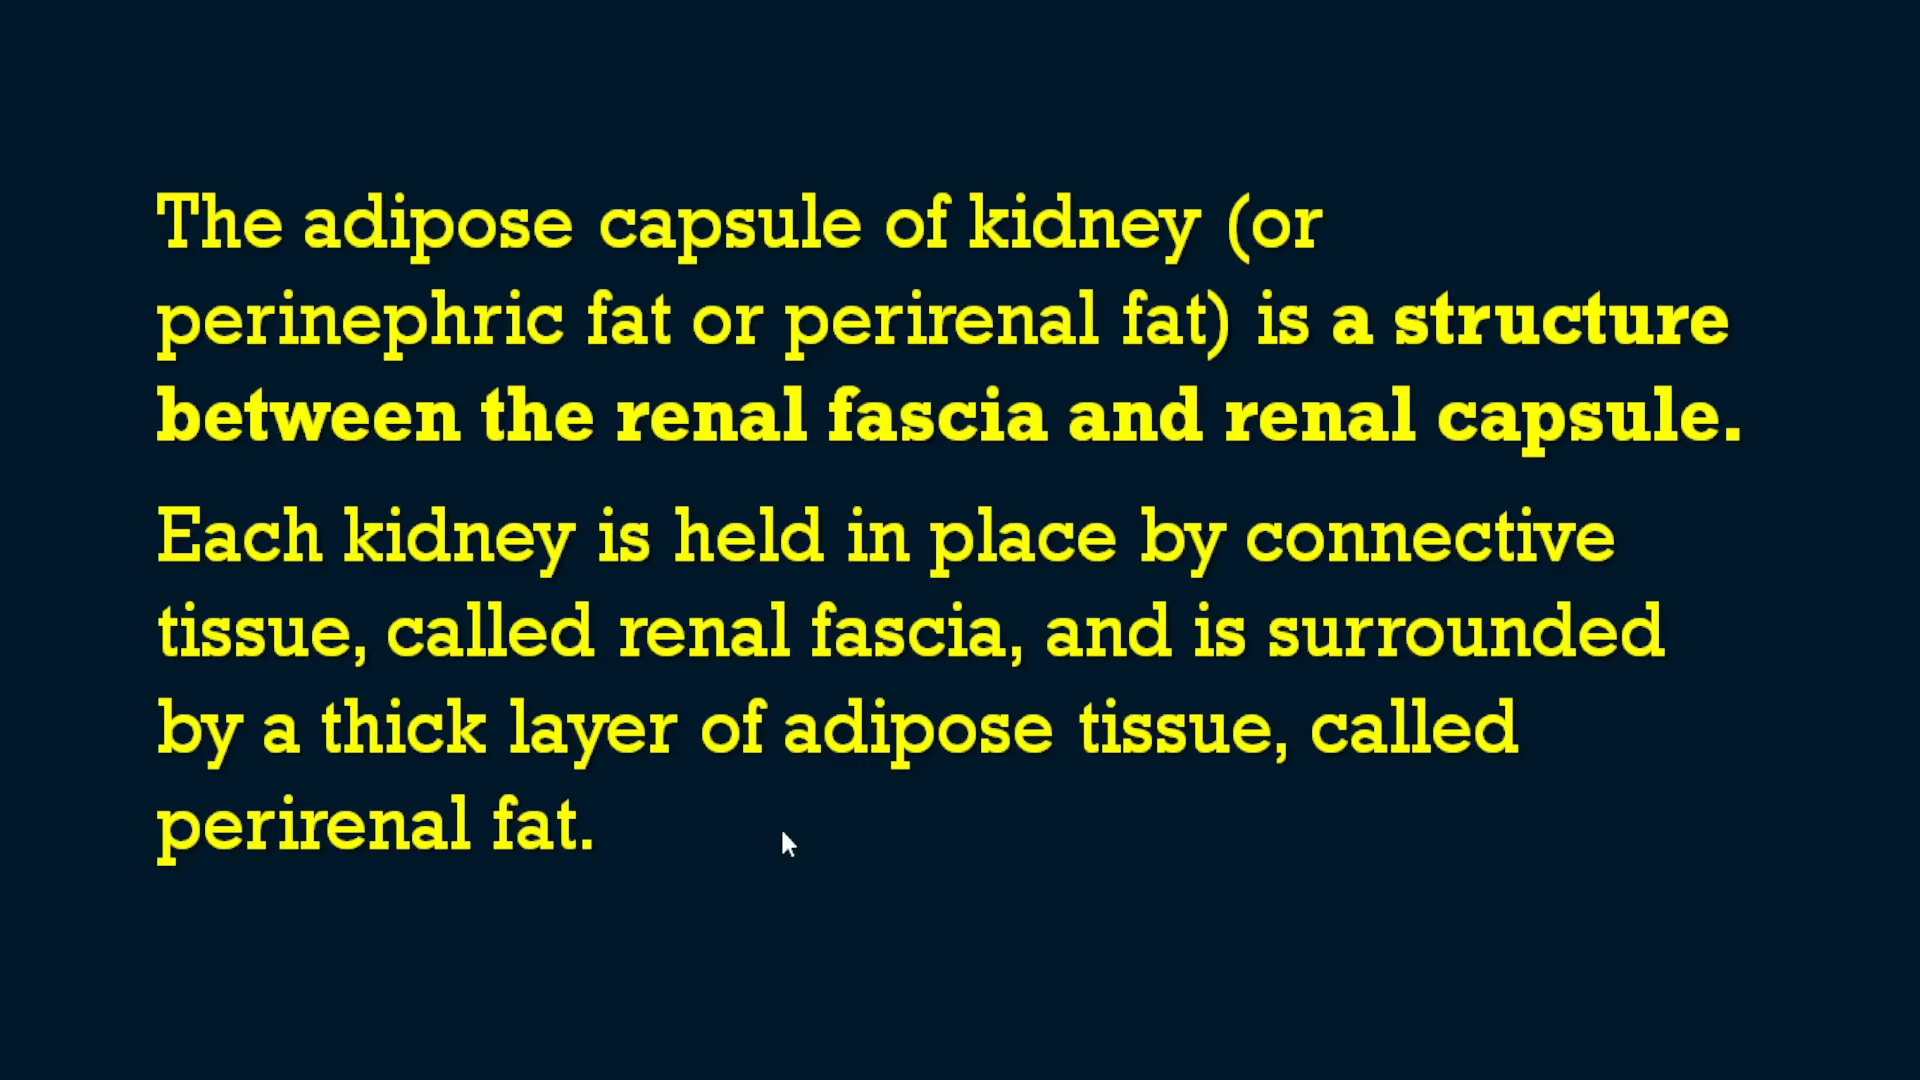 The adipose capsule of kidney (or
perinephric fat or perirenal fat) is a structure
between the renal fascia and renal capsule.
Each kidney is held in place by connective
tissue, called renal fascia, and is surrounded
by a thick layer of adipose tissue, called
perirenal fat.